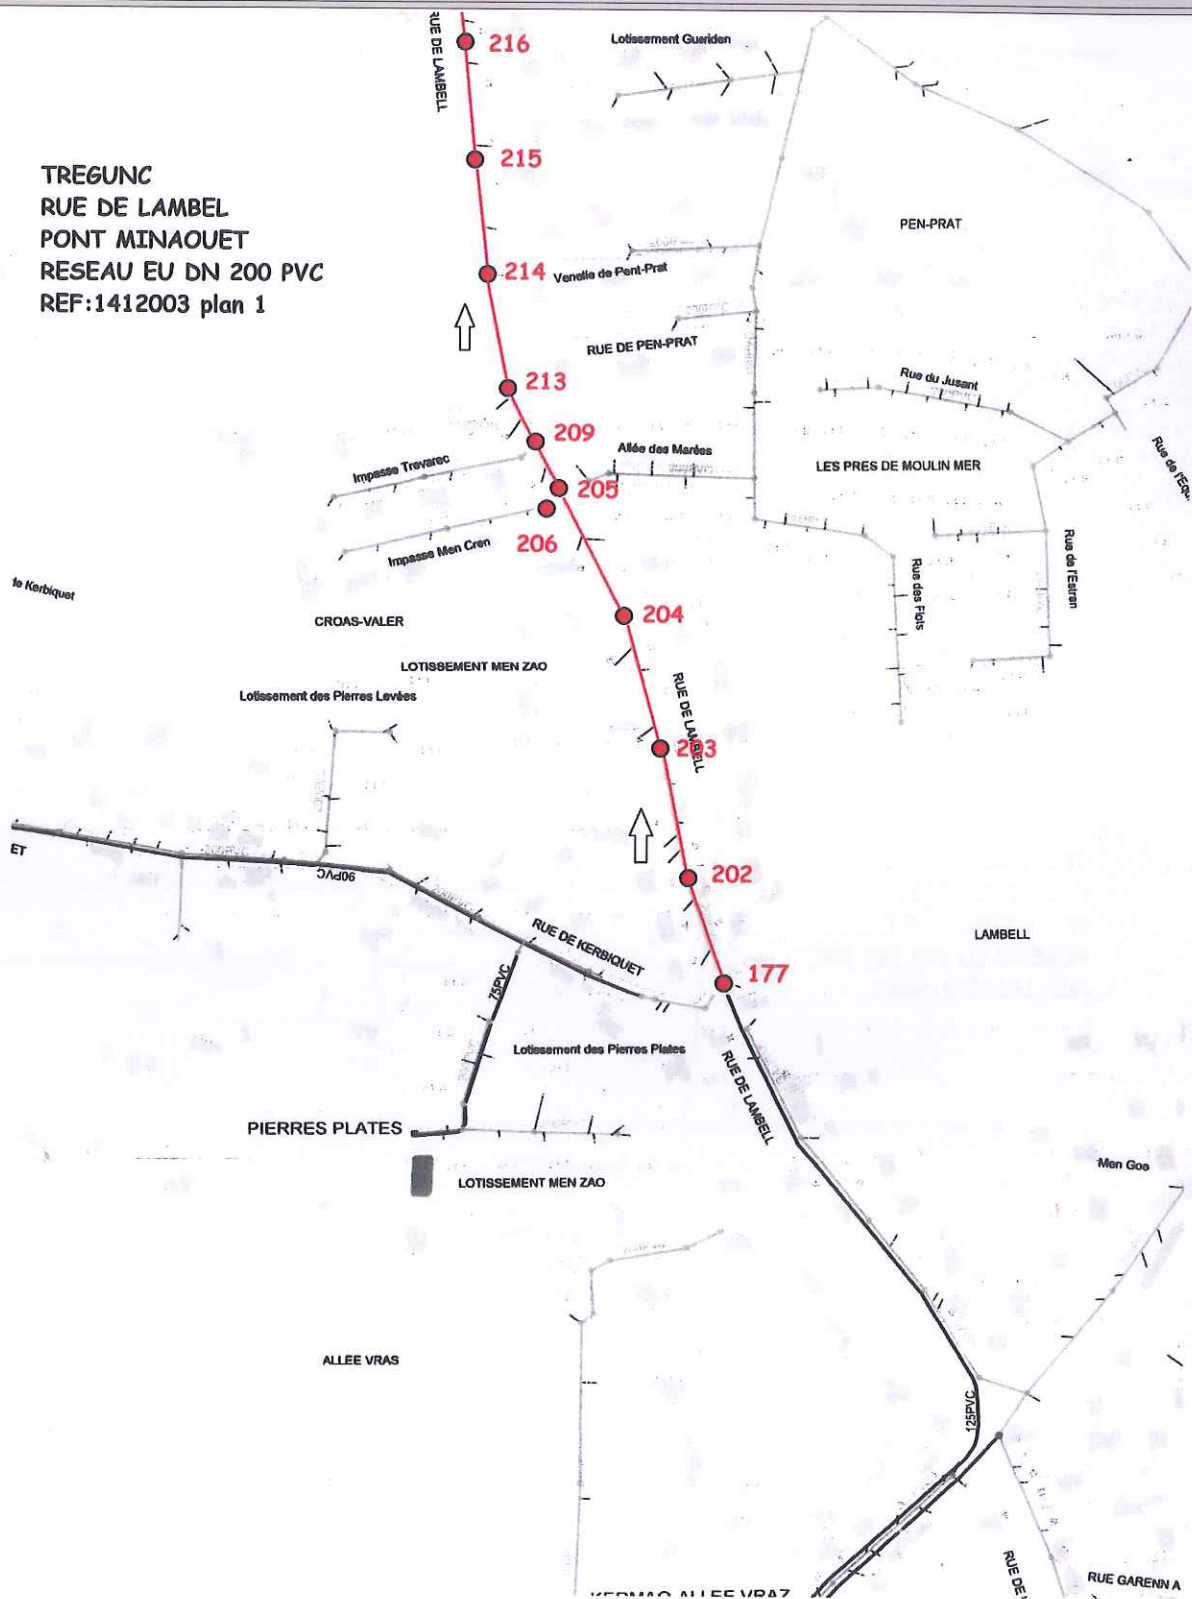 RUE DE LAMBELL
216
Lotissement Gueriden
215
TREGUNC
RUE DE LAMBEL
PONT MINAOUET
RESEAU EU DN 200 PVC
REF:1412003 plan 1
PEN-PRAT
214
Venelle de Pent-Prat
RUE DE PEN-PRAT
213
Rue du Jusant
209
Allée des Marées
Impasse Trevarec
LES PRES DE MOULIN MER
205
206
Impasse Men Cren
Rue de l'Estran
Rue des Flots
Kerbiquet
CROAS-VALER
204
LOTISSEMENT MEN ZAO
Lotissement des Pierres Levées
RUE DE LAMBELL
203
ET
200PVC
90PVC
202
RUE DE KERBIQUET
LAMBELL
177
75PVC
Lotissement des Pierres Plates
RUE DE LAMBELL
PIERRES PLATES
LOTISSEMENT MEN ZAO
Men Goe
ALLEE VRAS
125PVC
RUE DE
RUE GARENN A
KERMAO ALLEE VRAZ